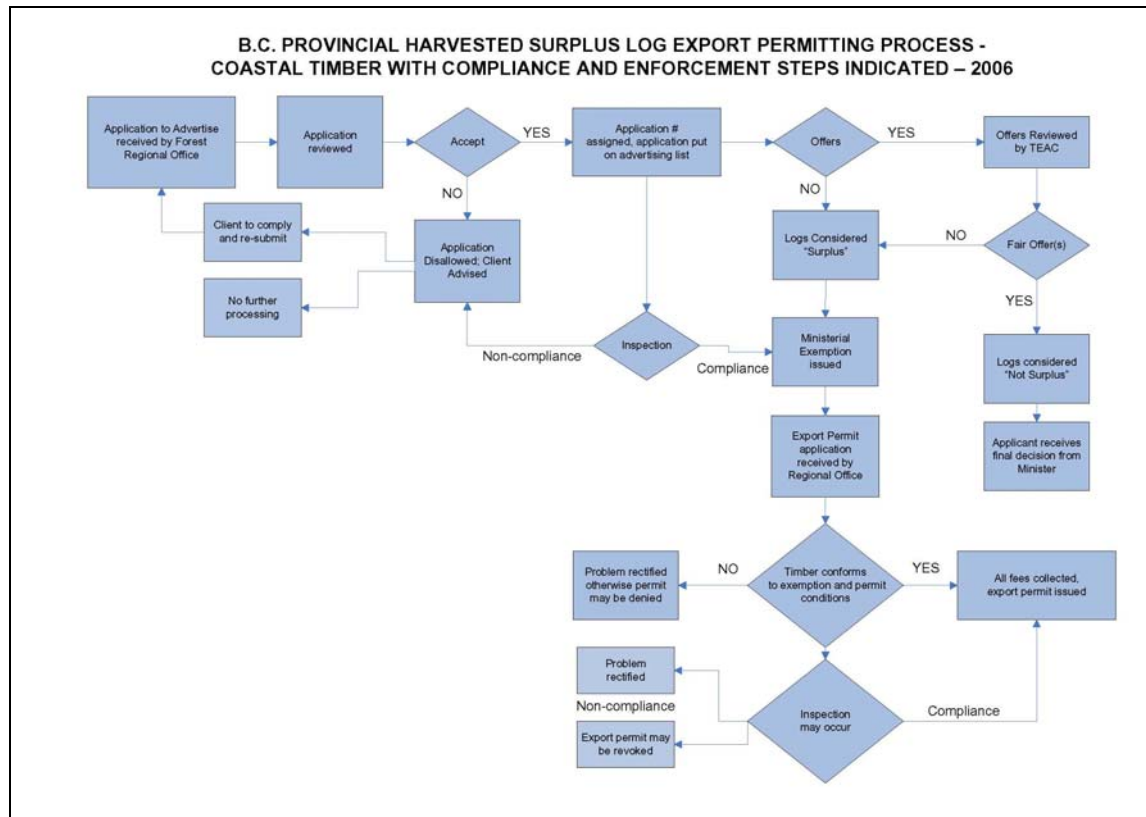 B.C. PROVINCIAL HARVESTED SURPLUS LOG EXPORT PERMITTING PROCESS -
COASTAL TIMBER WITH COMPLIANCE AND ENFORCEMENT STEPS INDICATED – 2006
Application to Advertise
received by Forest
Regional Office
Application
reviewed
Accept
YES
Application #
assigned, application put
on advertising list
Offers
YES
Offers Reviewed
by TEAC
NO
NO
Client to comply
and re-submit
Application
Disallowed; Client
Advised
Logs Considered
"Surplus"
NO
Fair Offer(s)
No further
processing
YES
Non-compliance
Inspection
Compliance
Ministerial
Exemption
issued
Logs considered
"Not Surplus"
Export Permit
application
received by
Regional Office
Applicant receives
final decision from
Minister
Problem rectified
otherwise permit
may be denied
NO
Timber conforms
to exemption and permit
conditions
YES
All fees collected,
export permit issued
Problem
rectified
Non-compliance
Inspection
may occur
Compliance
Export permit may
be revoked